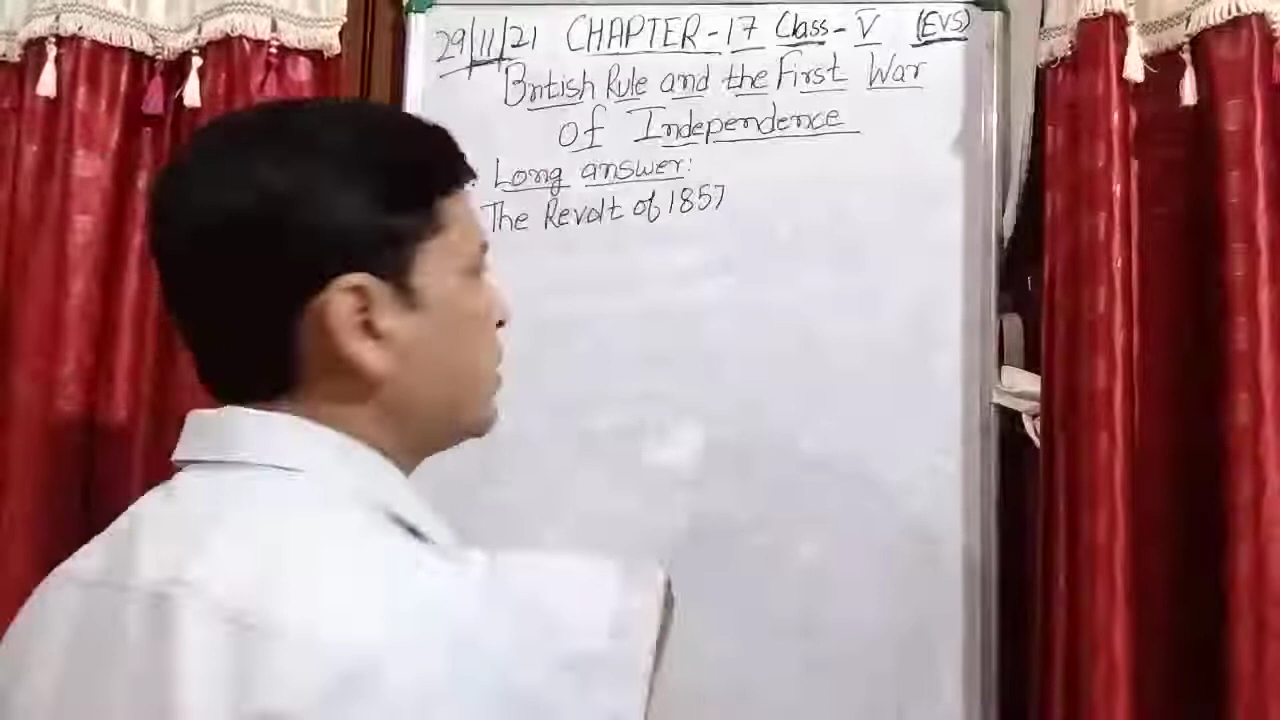 29/11/21 CHAPTER-17 Class-V (EVS)
British Rule and the First War
of Independence
Long answer:
The Revolt of 1857